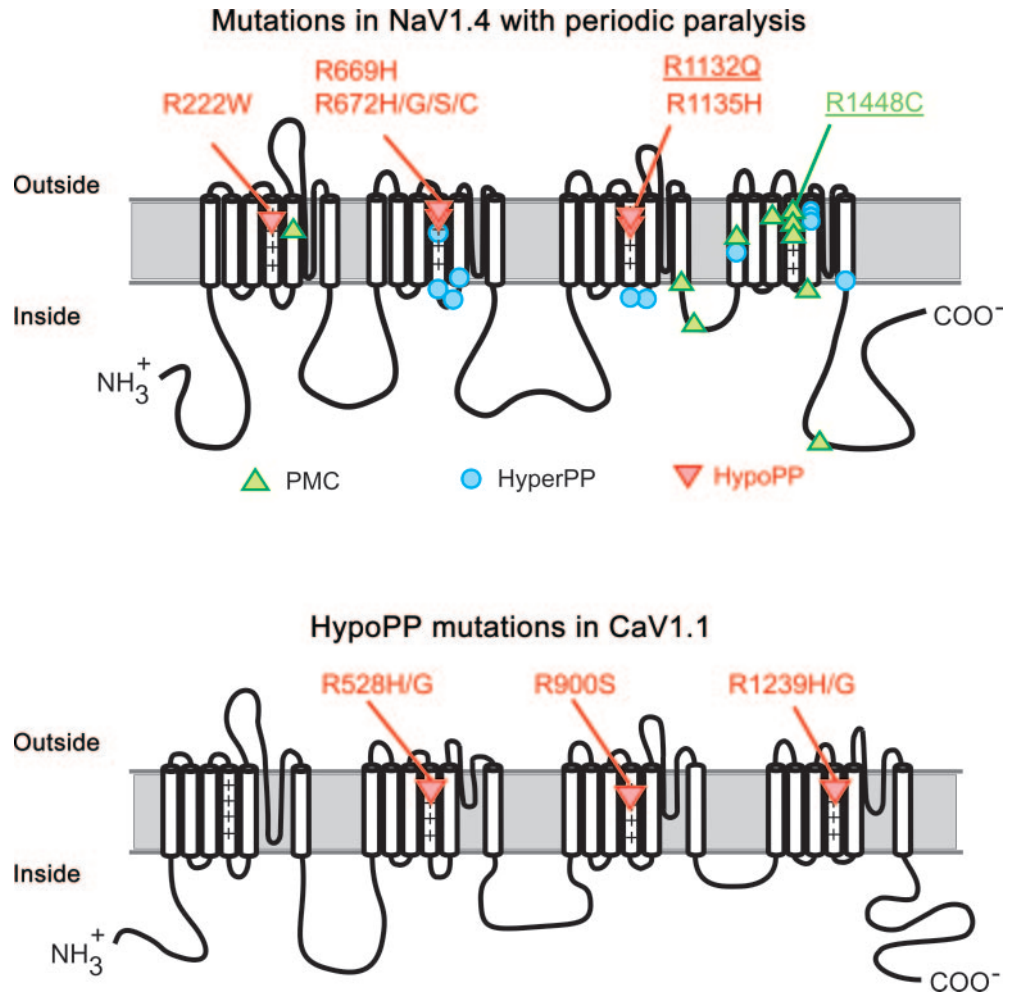 Mutations in NaV1.4 with periodic paralysis
R669H
R1132Q
R222W
R672H/G/S/C
R1135H
R1448C
Outside
Inside
NH3+
COO-
PMC
HyperPP
HypoPP
HypoPP mutations in CaV1.1
R528H/G
R900S
R1239H/G
Outside
Inside
NH3+
COO-